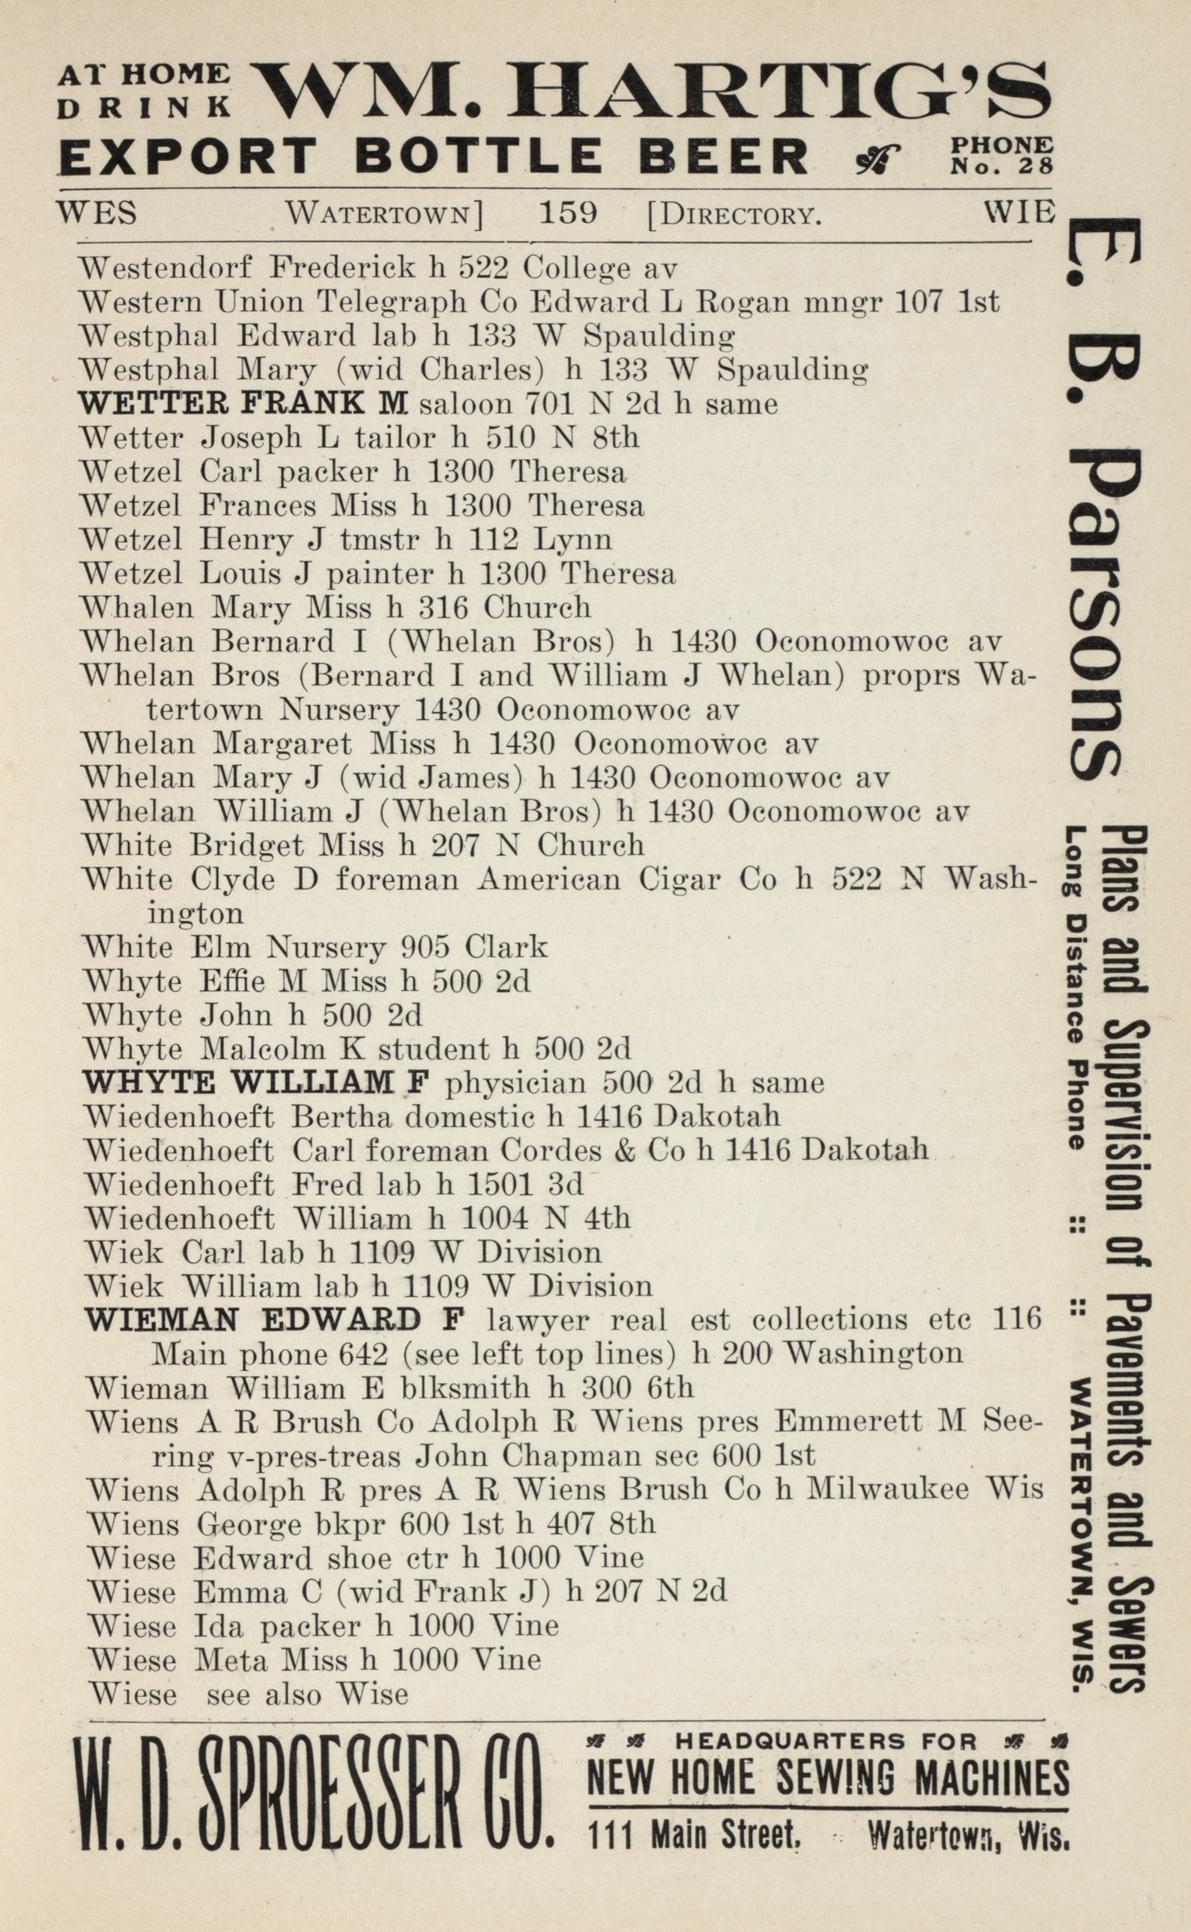 AT HOME
DRINK
WM. HARTIG'S
EXPORT BOTTLE BEER
PHONE
No. 28
WES WATERTOWN] 159 [DIRECTORY. WIE
Westendorf Frederick h 522 College av
Western Union Telegraph Co Edward L Rogan mngr 107 1st
Westphal Edward lab h 133 W Spaulding
Westphal Mary (wid Charles) h 133 W Spaulding
WETTER FRANK M saloon 701 N 2d h same
Wetter Joseph L tailor h 510 N 8th
Wetzel Carl packer h 1300 Theresa
Wetzel Frances Miss h 1300 Theresa
Wetzel Henry J tmstr h 112 Lynn
Wetzel Louis J painter h 1300 Theresa
Whalen Mary Miss h 316 Church
Whelan Bernard I (Whelan Bros) h 1430 Oconomowoc av
Whelan Bros (Bernard I and William J Whelan) proprs Wa-
tertown Nursery 1430 Oconomowoc av
Whelan Margaret Miss h 1430 Oconomowoc av
Whelan Mary J (wid James) h 1430 Oconomowoc av
Whelan William J (Whelan Bros) h 1430 Oconomowoc av
White Bridget Miss h 207 N Church
White Clyde D foreman American Cigar Co h 522 N Wash-
ington
White Elm Nursery 905 Clark
Whyte Effie M Miss h 500 2d
Whyte John h 500 2d
Whyte Malcolm K student h 500 2d
WHYTE WILLIAM F physician 500 2d h same
Wiedenhoeft Bertha domestic h 1416 Dakotah
Wiedenhoeft Carl foreman Cordes & Co h 1416 Dakotah
Wiedenhoeft Fred lab h 1501 3d
Wiedenhoeft William h 1004 N 4th
Wiek Carl lab h 1109 W Division
Wiek William lab h 1109 W Division
WIEMAN EDWARD F lawyer real est collections etc 116
Main phone 642 (see left top lines) h 200 Washington
Wieman William E blksmith h 300 6th
Wiens A R Brush Co Adolph R Wiens pres Emmerett M See-
ring v-pres-treas John Chapman sec 600 1st
Wiens Adolph R pres A R Wiens Brush Co h Milwaukee Wis
Wiens George bkpr 600 1st h 407 8th
Wiese Edward shoe ctr h 1000 Vine
Wiese Emma C (wid Frank J) h 207 N 2d
Wiese Ida packer h 1000 Vine
Wiese Meta Miss h 1000 Vine
Wiese see also Wise
E. B. Parsons
Plans and Supervision of Pavements and Sewers
Long Distance Phone :: :: WATERTOWN, WIS.
W. D. SPROESSER CO.
HEADQUARTERS FOR
NEW HOME SEWING MACHINES
111 Main Street. Watertown, Wis.